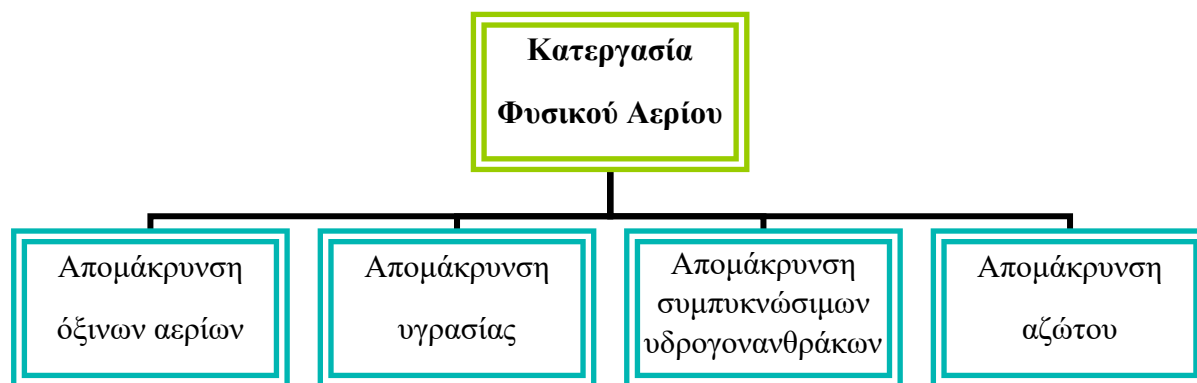 Κατεργασία
Φυσικού Αερίου
Απομάκρυνση
όξινων αερίων
Απομάκρυνση
υγρασίας
Απομάκρυνση
συμπυκνώσιμων
υδρογονανθράκων
Απομάκρυνση
αζώτου